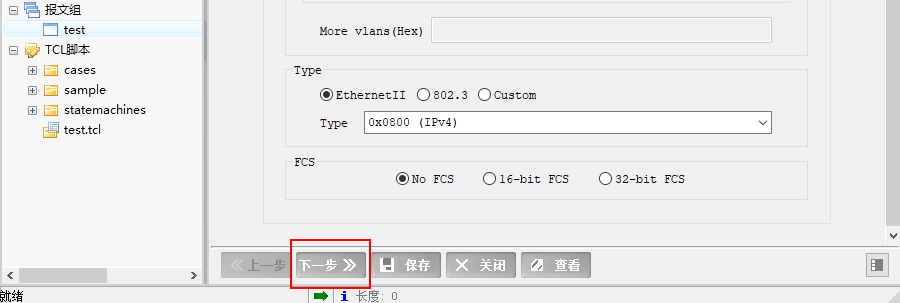 报文组
test
TCL脚本
cases
sample
statemachines
test.tcl
More vlans(Hex)
Type
EthernetII 802.3 Custom
Type 0x0800 (IPv4)
FCS
No FCS 16-bit FCS 32-bit FCS
上一步 下一步 保存 关闭 查看
就绪 长度: 0